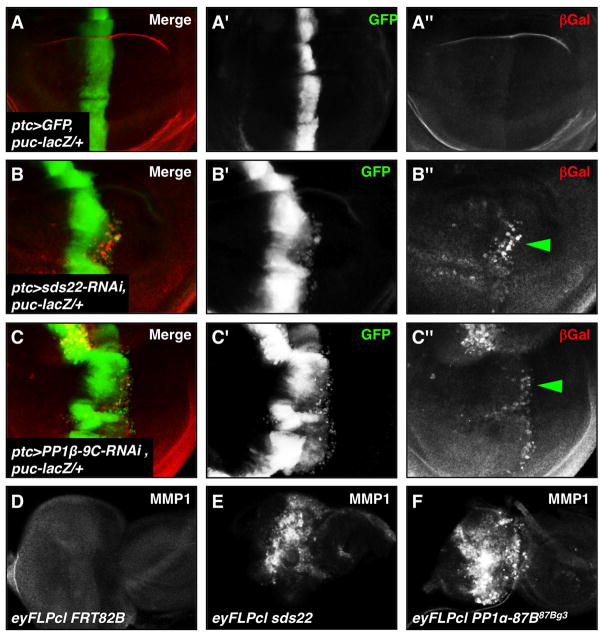 A
Merge
ptc>GFP,
puc-lacZ/+
A'
GFP
A"
βGal
B
Merge
ptc>sds22-RNAi,
puc-lacZ/+
B'
GFP
B"
βGal
C
Merge
ptc>PP1β-9C-RNAi ,
puc-lacZ/+
C'
GFP
C"
βGal
D
MMP1
eyFLPcl FRT82B
E
MMP1
eyFLPcl sds22
F
MMP1
eyFLPcl PP1α-87B87Bg3